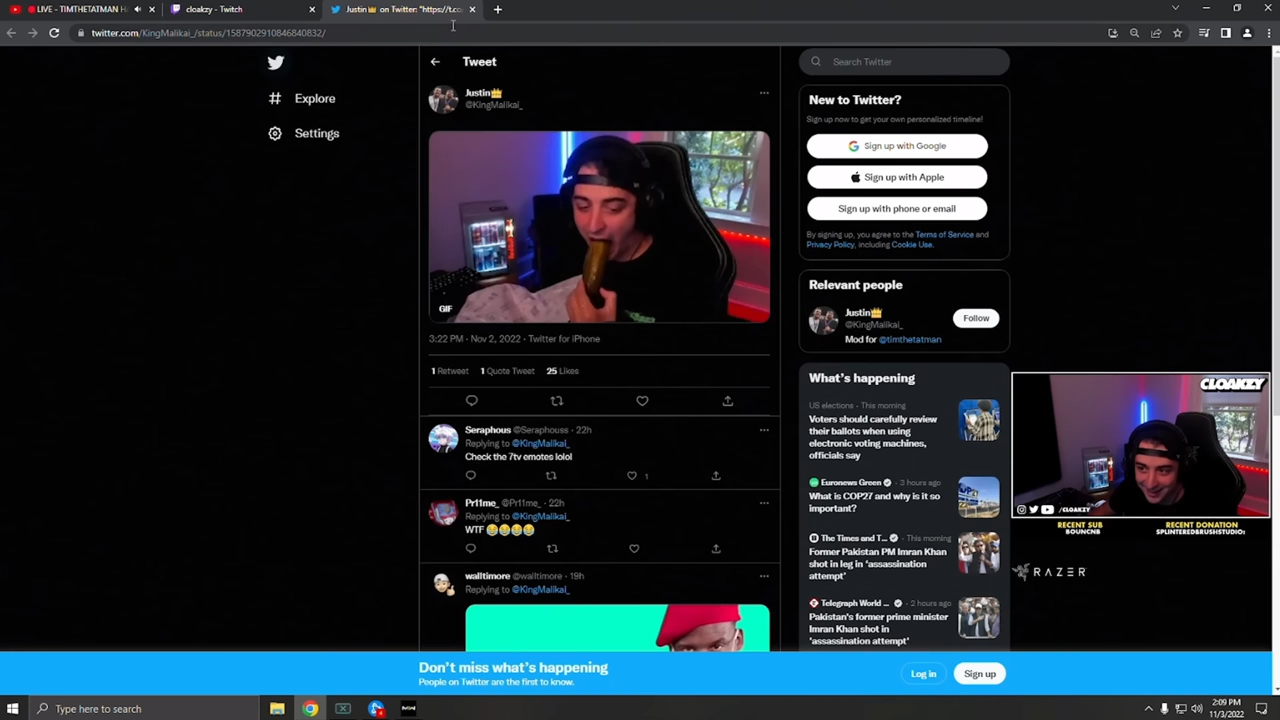 LIVE - TIMTHETATMAN H
cloakzy - Twitch
Justin👑 on Twitter: "https://t.co
twitter.com/KingMalikai_/status/1587902910846840832/
Explore
Settings
Tweet
Justin👑
@KingMalikai_
GIF
3:22 PM · Nov 2, 2022 · Twitter for iPhone
1 Retweet 1 Quote Tweet 25 Likes
Seraphous @Seraphouss · 22h
Replying to @KingMalikai_
Check the 7tv emotes lolol
1
Pr11me_ @Pr11me_ · 22h
Replying to @KingMalikai_
WTF 😂😂😂😂
walltimore @walltimore · 19h
Replying to @KingMalikai_
Search Twitter
New to Twitter?
Sign up now to get your own personalized timeline!
Sign up with Google
Sign up with Apple
Sign up with phone or email
By signing up, you agree to the Terms of Service and
Privacy Policy, including Cookie Use.
Relevant people
Justin👑
@KingMalikai_
Follow
Mod for @timthetatman
What's happening
US elections · This morning
Voters should carefully review
their ballots when using
electronic voting machines,
officials say
Euronews Green · 3 hours ago
What is COP27 and why is it so
important?
The Times and T... · This morning
Former Pakistan PM Imran Khan
shot in leg in 'assassination
attempt'
Telegraph World ... · 2 hours ago
Pakistan's former prime minister
Imran Khan shot in
'assassination attempt'
CLOAKZY
/CLOAKZY
RECENT SUB
BOUNCNB
RECENT DONATION
SPLINTEREDBRUSHSTUDIO:
RAZER
Don't miss what's happening
People on Twitter are the first to know.
Log in
Sign up
Type here to search
2:09 PM
11/3/2022